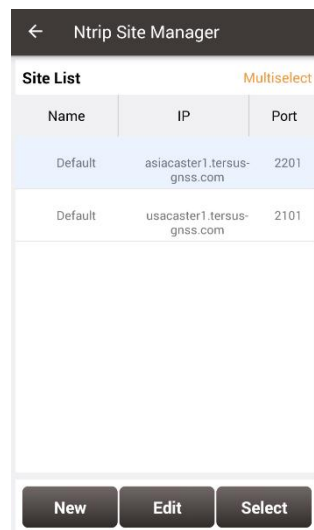 ← Ntrip Site Manager
Site List Multiselect
Name IP Port
Default asiacaster1.tersus-gnss.com 2201
Default usacaster1.tersus-gnss.com 2101
New Edit Select